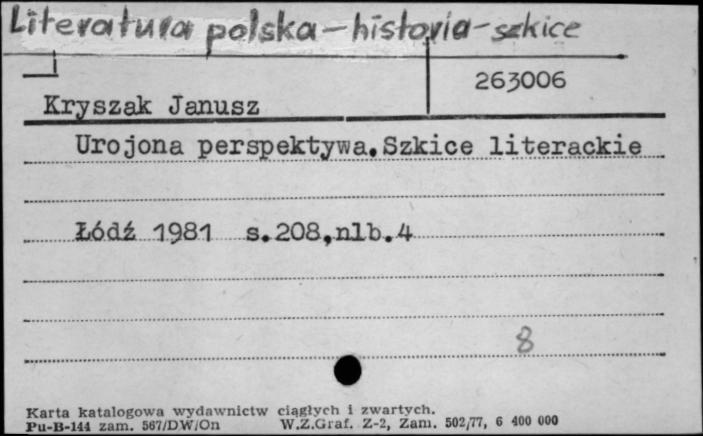 Literatura polska - historia - szkice
263006
Kryszak Janusz
Urojona perspektywa. Szkice literackie
Łódź 1981 s.208, nlb.4
8
Karta katalogowa wydawnictw ciągłych i zwartych.
Pu-B-144 zam. 567/DW/On W.Z.Graf. Z-2, Zam. 502/77, 6 400 000